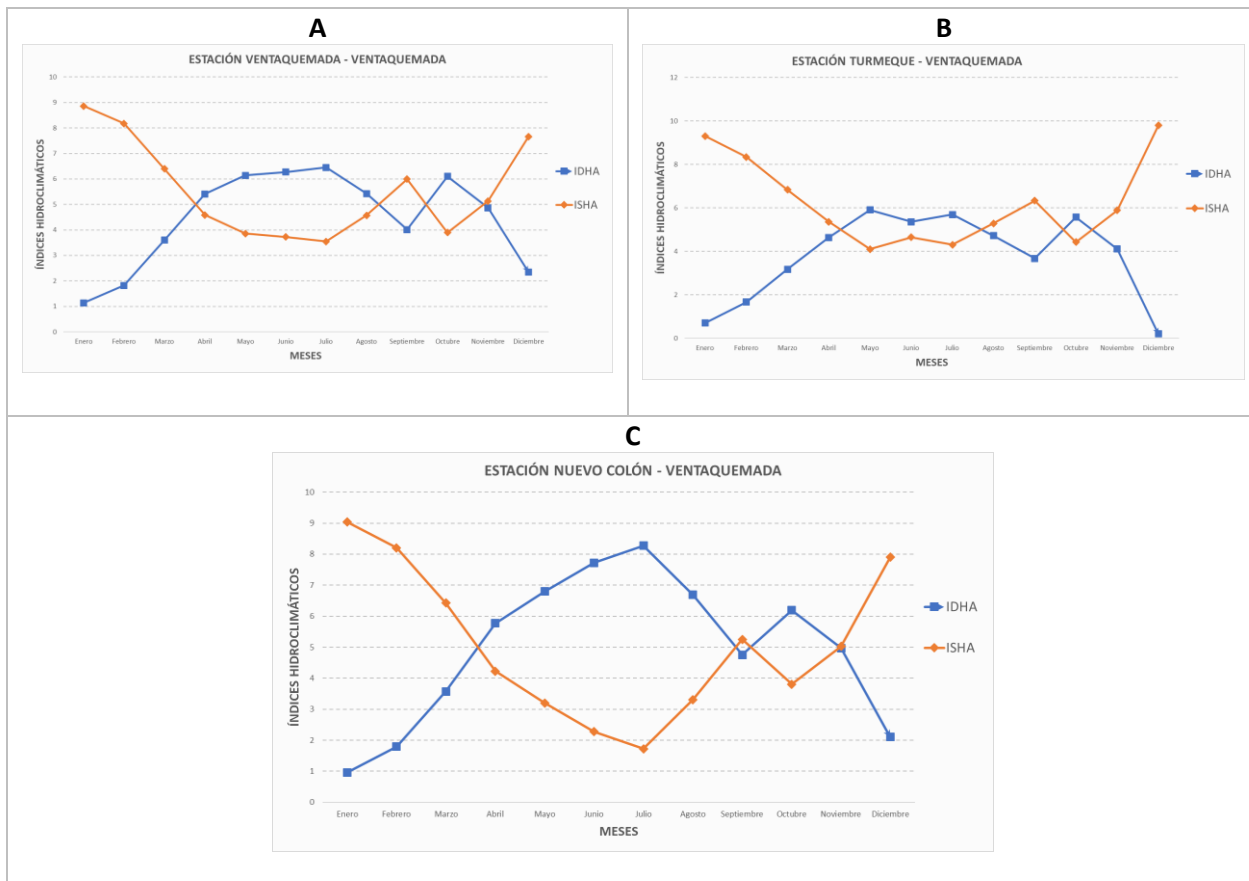 A
ESTACIÓN VENTAQUEMADA - VENTAQUEMADA
ÍNDICES HIDROCLIMÁTICOS
10
9
8
7
6
5
4
3
2
1
0
Enero Febrero Marzo Abril Mayo Junio Julio Agosto Septiembre Octubre Noviembre Diciembre
MESES
IDHA
ISHA
B
ESTACIÓN TURMEQUE - VENTAQUEMADA
ÍNDICES HIDROCLIMÁTICOS
12
10
8
6
4
2
0
Enero Febrero Marzo Abril Mayo Junio Julio Agosto Septiembre Octubre Noviembre Diciembre
MESES
IDHA
ISHA
C
ESTACIÓN NUEVO COLÓN - VENTAQUEMADA
ÍNDICES HIDROCLIMÁTICOS
10
9
8
7
6
5
4
3
2
1
0
Enero Febrero Marzo Abril Mayo Junio Julio Agosto Septiembre Octubre Noviembre Diciembre
MESES
IDHA
ISHA